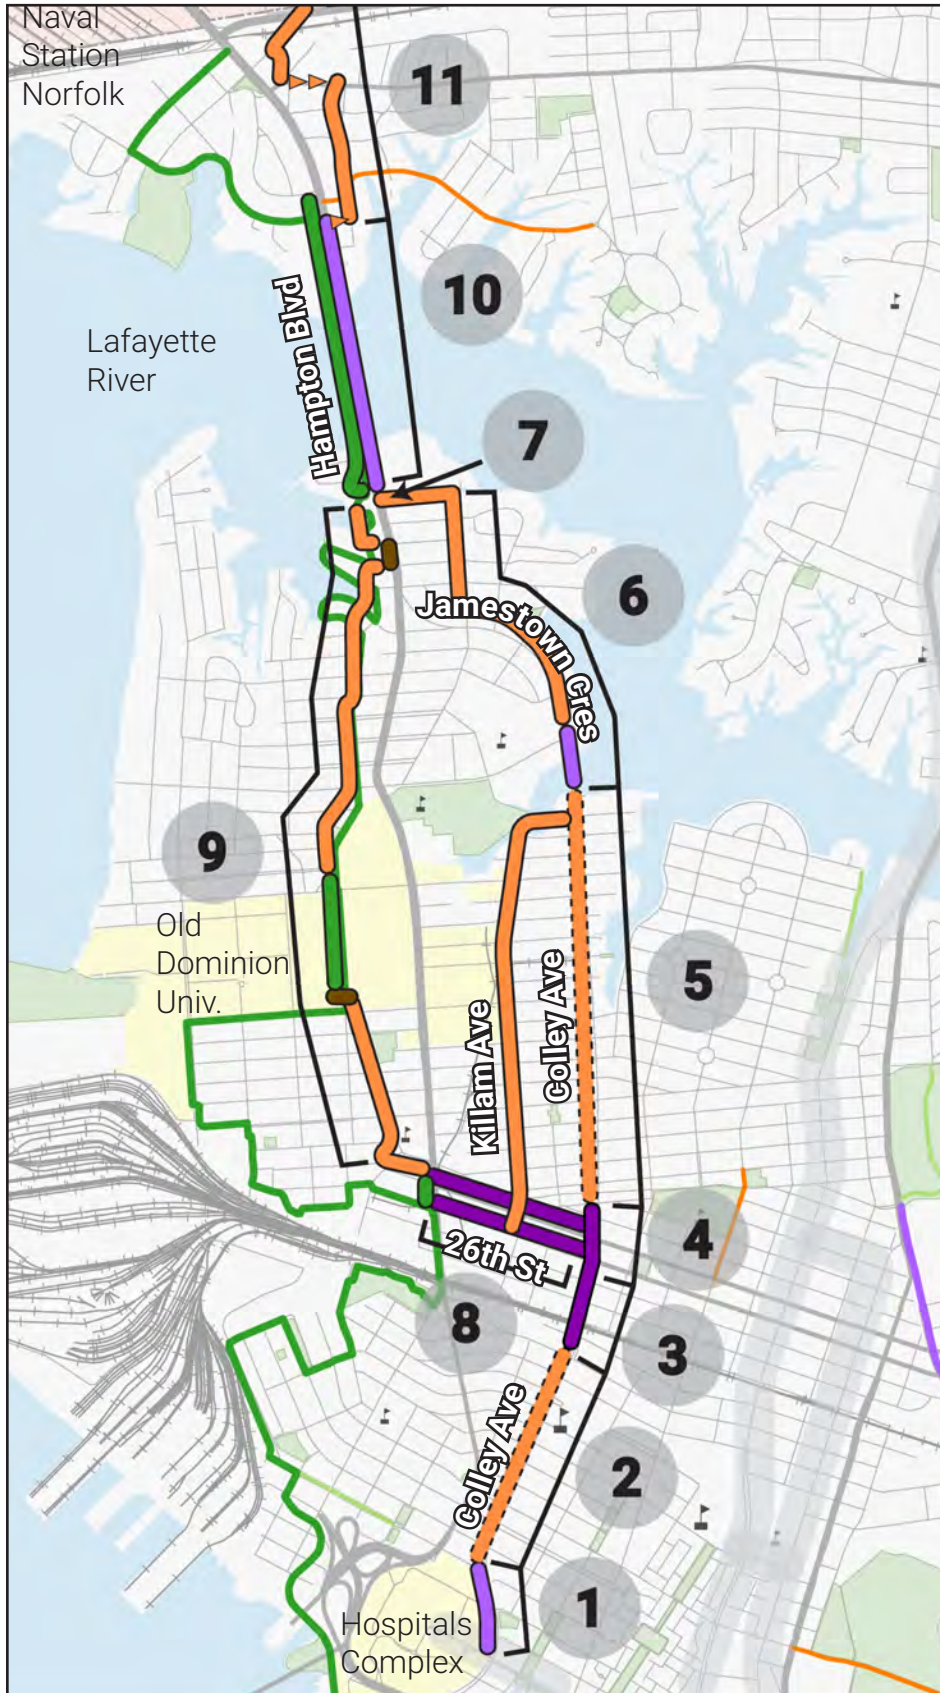 Naval
Station
Norfolk
11
10
Hampton Blvd
Lafayette
River
7
6
Jamestown Cres
9
Old
Dominion
Univ.
5
Killam Ave
Colley Ave
4
26th St
8
3
Colley Ave
2
1
Hospitals
Complex